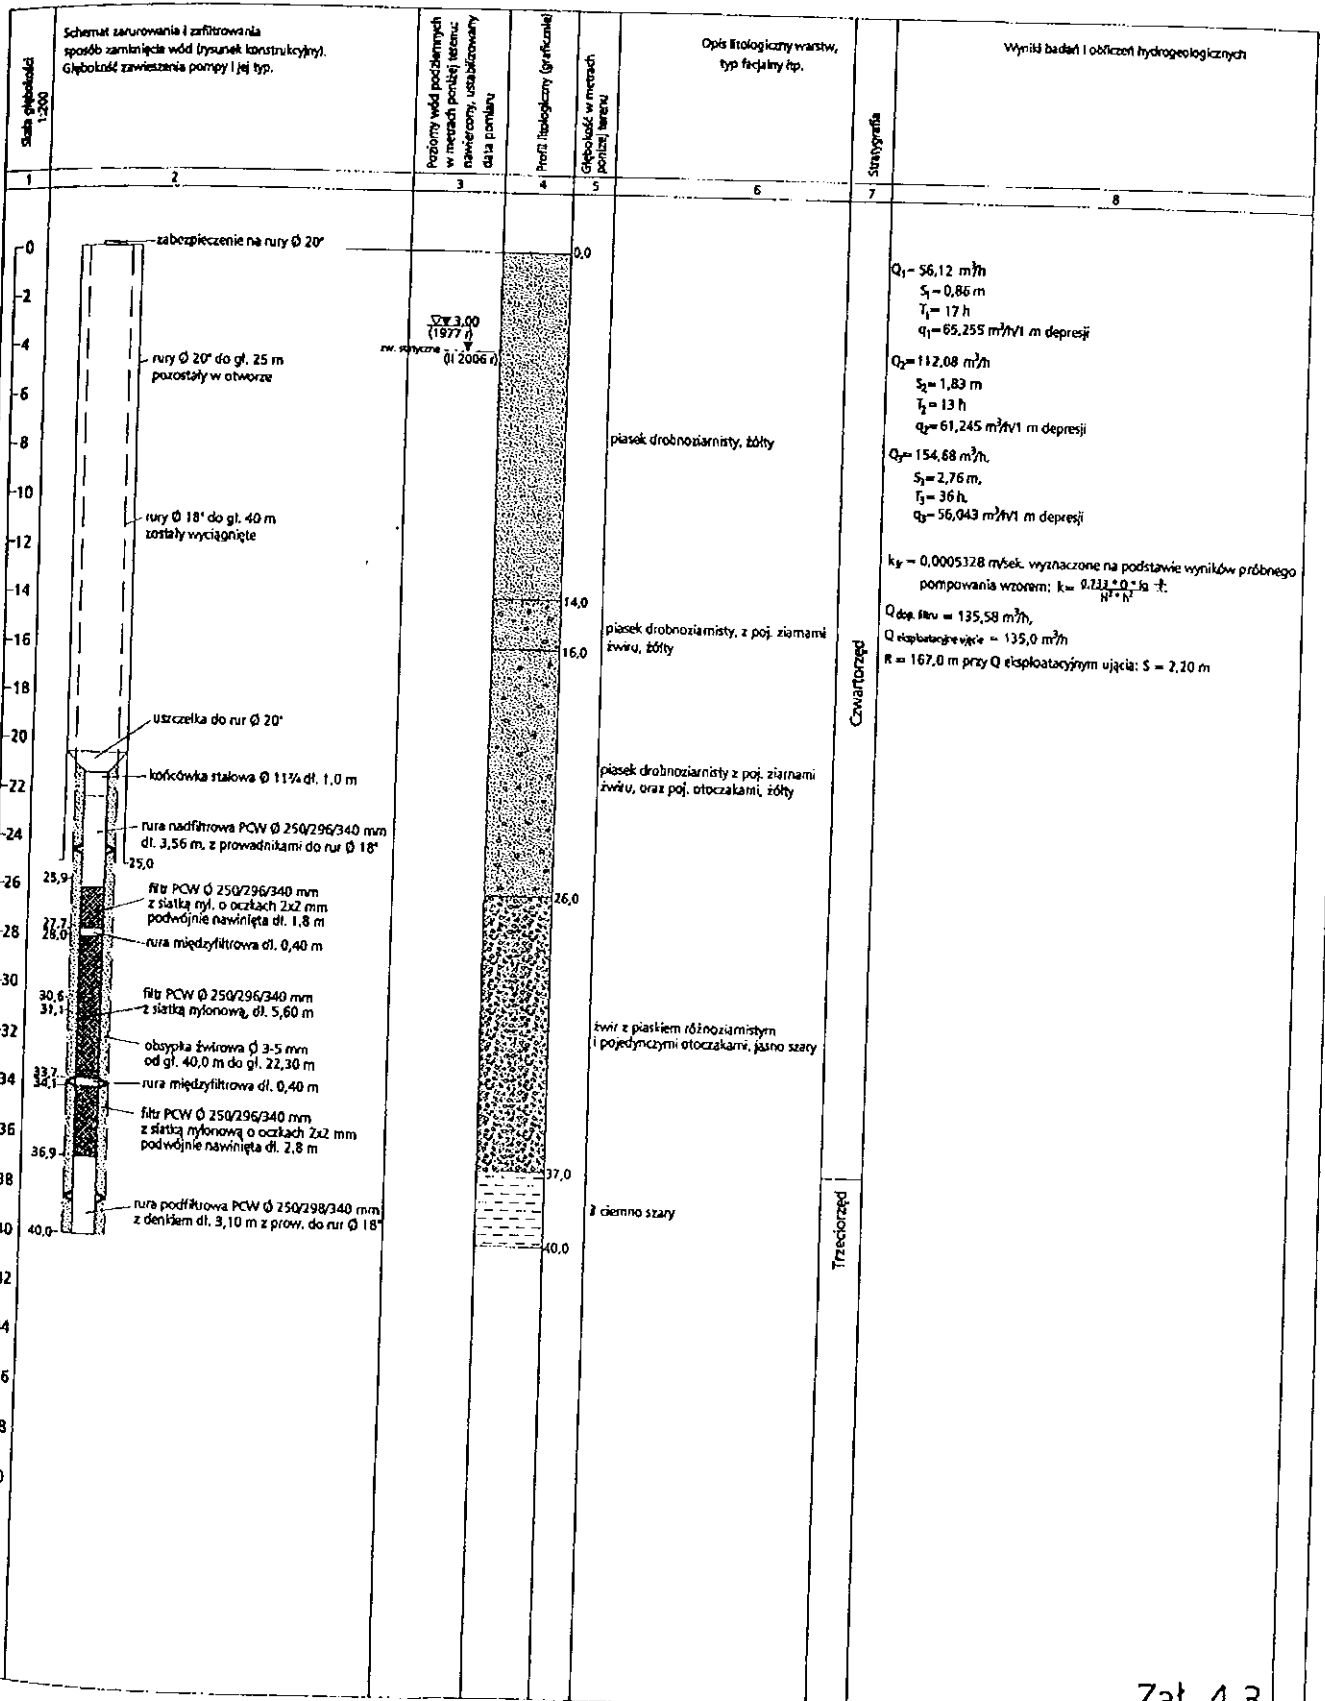 Skala głębokości
1:200
Schemat zarurowania i zafiltrowania
sposób zamknięcia wód (rysunek konstrukcyjny).
Głębokość zawieszenia pompy i jej typ.
Poziomy wód podziemnych
w metrach poniżej terenu:
nawiercony, ustabilizowany
data pomiaru
Profil litologiczny (graficznie)
Głębokość w metrach
poniżej terenu
Opis litologiczny warstw,
typ facjalny itp.
Stratygrafia
Wyniki badań i obliczeń hydrogeologicznych
1
2
3
4
5
6
7
8
0
2
4
6
8
10
12
14
16
18
20
22
24
26
28
30
32
34
36
38
40
42
44
zabezpieczenie na rury Ø 20"
rury Ø 20" do gł. 25 m
pozostały w otworze
rury Ø 18" do gł. 40 m
zostały wyciągnięte
uszczelka do rur Ø 20"
końcówka stalowa Ø 11¾ dł. 1,0 m
rura nadfiltrowa PCW Ø 250/296/340 mm
dł. 3,56 m, z prowadnikami do rur Ø 18"
25,0
25,9
filtr PCW Ø 250/296/340 mm
z siatką nyl. o oczkach 2x2 mm
podwójnie nawinięta dł. 1,8 m
27,7
28,0
rura międzyfiltrowa dł. 0,40 m
30,6
31,1
filtr PCW Ø 250/296/340 mm
z siatką nylonową, dł. 5,60 m
obsypka żwirowa Ø 3-5 mm
od gł. 40,0 m do gł. 22,30 m
33,7
34,1
rura międzyfiltrowa dł. 0,40 m
filtr PCW Ø 250/296/340 mm
z siatką nylonową o oczkach 2x2 mm
podwójnie nawinięta dł. 2,8 m
36,9
rura podfiltrowa PCW Ø 250/298/340 mm
z denkiem dł. 3,10 m z prow. do rur Ø 18"
40,0
3,00
(1977 r)
zw. statyczne
(II 2006 r)
0,0
14,0
16,0
26,0
37,0
40,0
piasek drobnoziarnisty, żółty
piasek drobnoziarnisty, z poj. ziarnami
żwiru, żółty
piasek drobnoziarnisty z poj. ziarnami
żwiru, oraz poj. otoczakami, żółty
żwir z piaskiem różnoziarnistym
i pojedynczymi otoczakami, jasno szary
ciemno szary
Czwartorzęd
Trzeciorzęd
Q₁= 56,12 m³/h
S₁= 0,86 m
T₁= 17 h
q₁= 65,255 m³/h/1 m depresji
Q₂= 112,08 m³/h
S₂= 1,83 m
T₂= 13 h
q₂= 61,245 m³/h/1 m depresji
Q₃= 154,68 m³/h,
S₃= 2,76 m,
T₃= 36 h,
q₃= 56,043 m³/h/1 m depresji
k = 0,0005328 m/sek. wyznaczone na podstawie wyników próbnego
pompowania wzorem: k=
Q dop. filtru = 135,58 m³/h,
Q eksploatacyjne ujęcie = 135,0 m³/h
R = 167,0 m przy Q eksploatacyjnym ujęcia: S = 2,20 m
Zał. 4.3